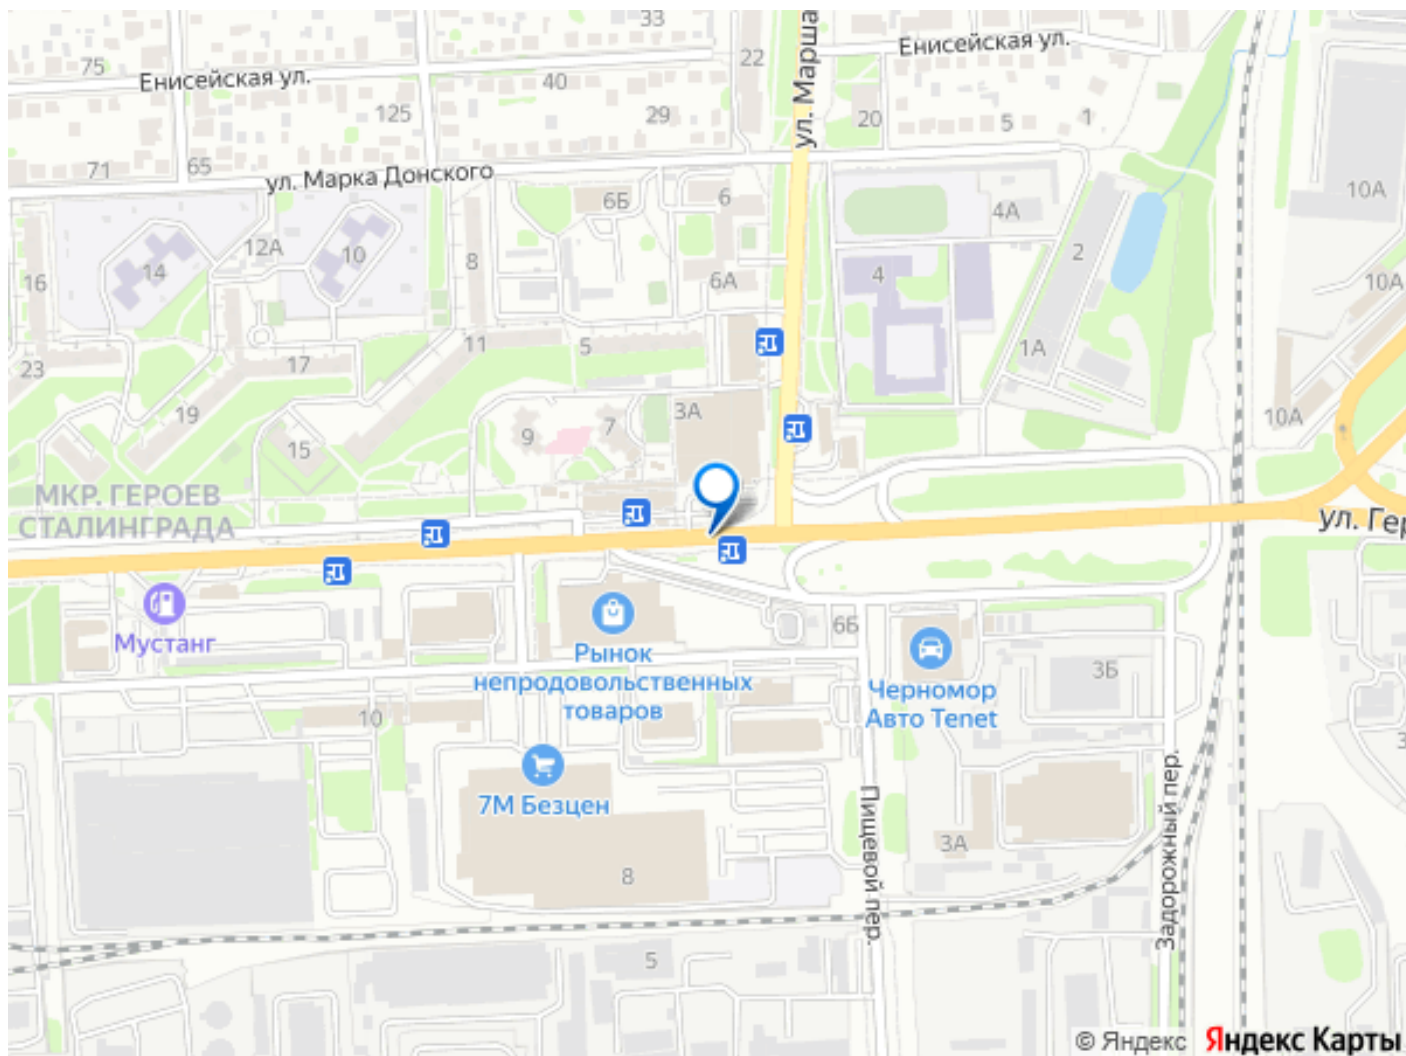 33
Енисейская ул.
22
75
Енисейская ул.
40
ул. Марша
125
29
20
5
1
71
65
ул. Марка Донского
10А
6Б
6
4А
12А
14
10
8
2
16
6А
4
10А
11
5
1А
17
23
19
3А
10А
7
9
15
МКР. ГЕРОЕВ
СТАЛИНГРАДА
ул. Гер
Мустанг
6Б
Рынок
непродовольственных
товаров
Черномор
Авто Tenet
3Б
10
7М Безцен
Пищевой пер.
Задорожный пер.
3А
8
5
© Яндекс
Яндекс Карты